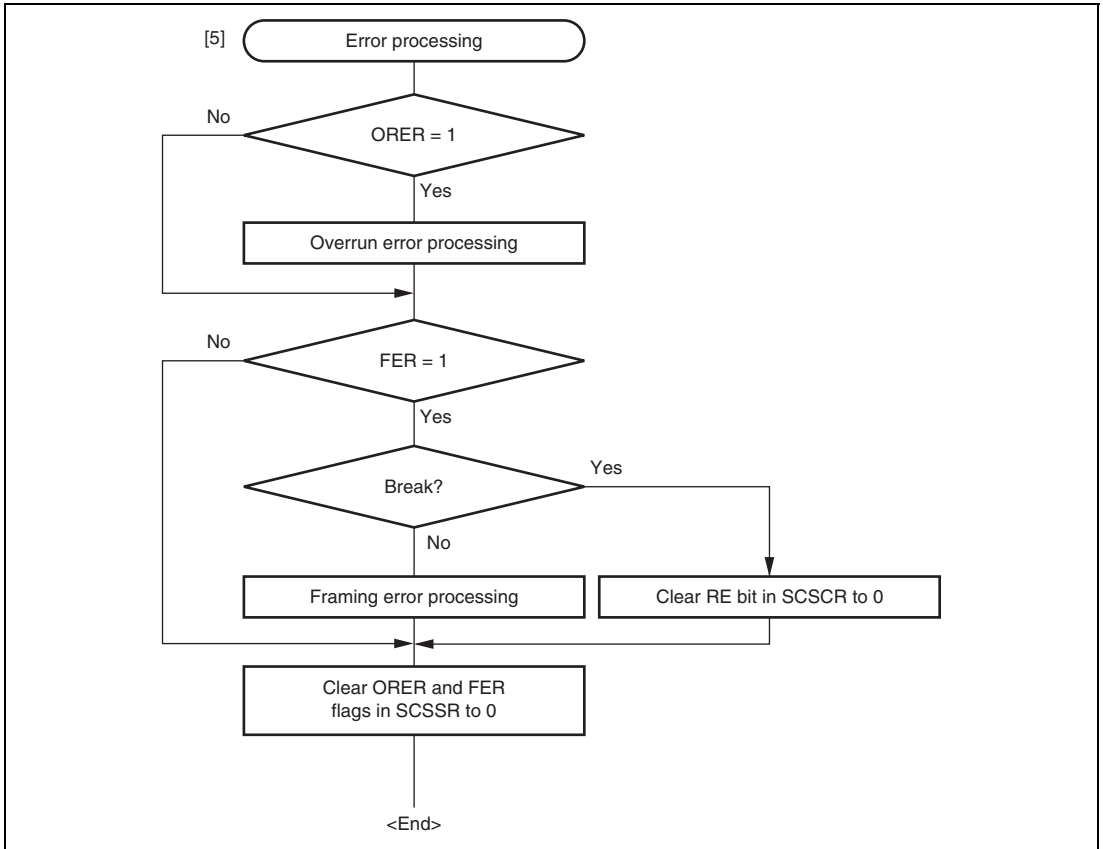 [5]
Error processing
No
ORER = 1
Yes
Overrun error processing
No
FER = 1
Yes
Break?
Yes
No
Framing error processing
Clear RE bit in SCSCR to 0
Clear ORER and FER
flags in SCSSR to 0
<End>